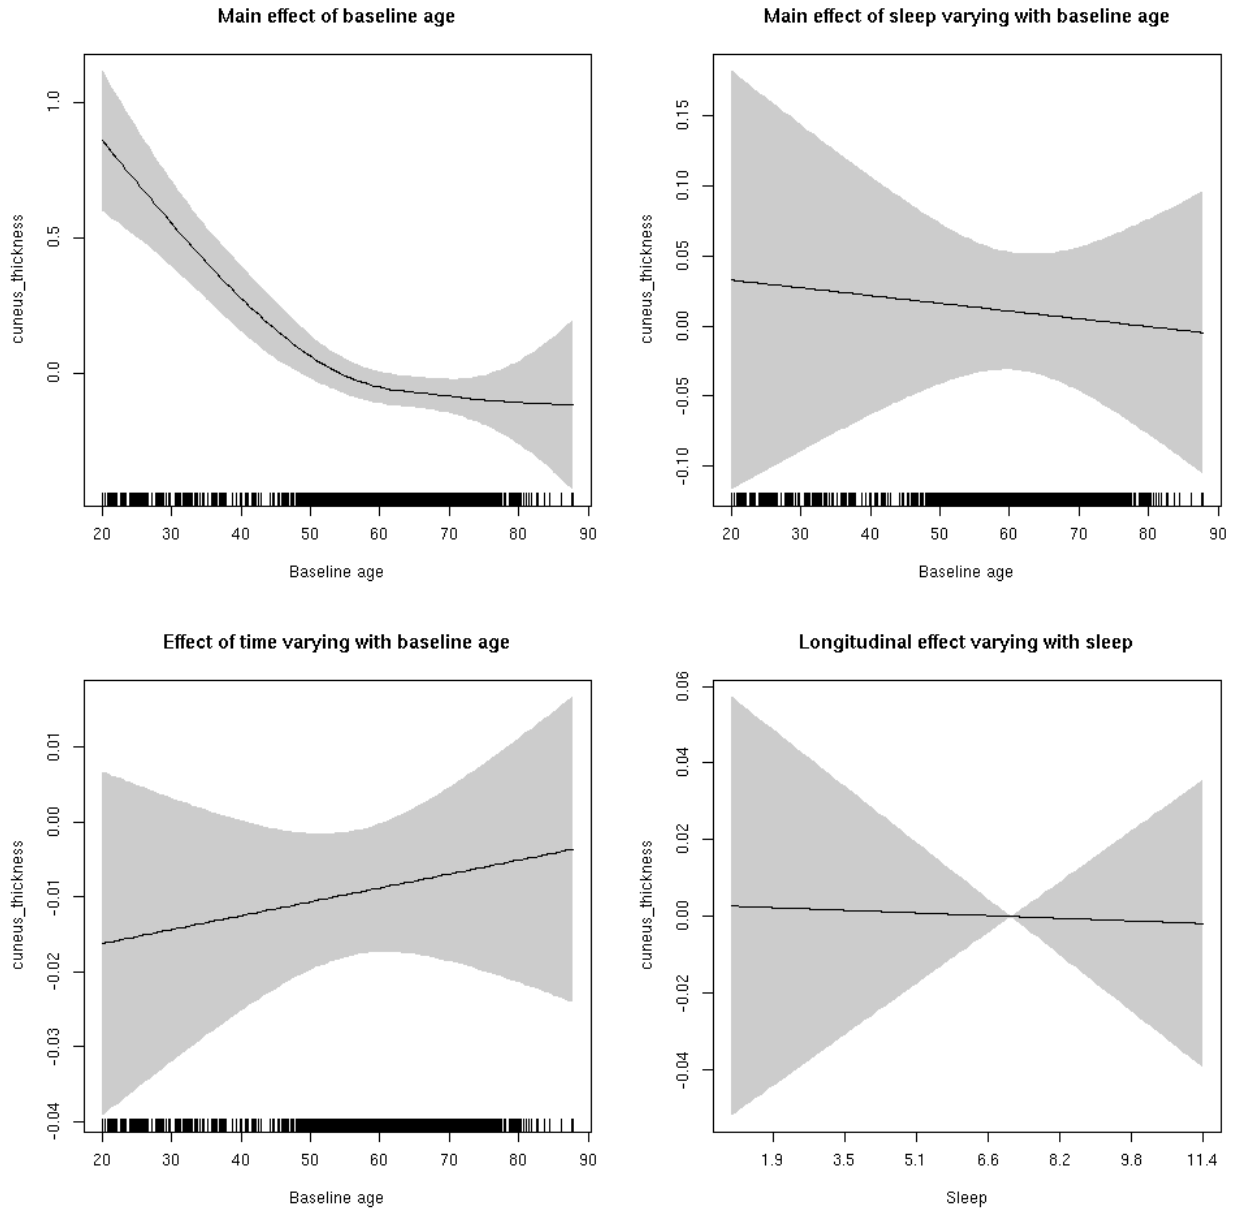 Main effect of baseline age
cuneus_thickness
1.0
0.5
0.0
20 30 40 50 60 70 80 90
Baseline age
Main effect of sleep varying with baseline age
cuneus_thickness
0.15
0.10
0.05
0.00
-0.05
-0.10
20 30 40 50 60 70 80 90
Baseline age
Effect of time varying with baseline age
cuneus_thickness
0.01
0.00
-0.01
-0.02
-0.03
-0.04
20 30 40 50 60 70 80 90
Baseline age
Longitudinal effect varying with sleep
cuneus_thickness
0.06
0.04
0.02
0.00
-0.02
-0.04
1.9 3.5 5.1 6.6 8.2 9.8 11.4
Sleep